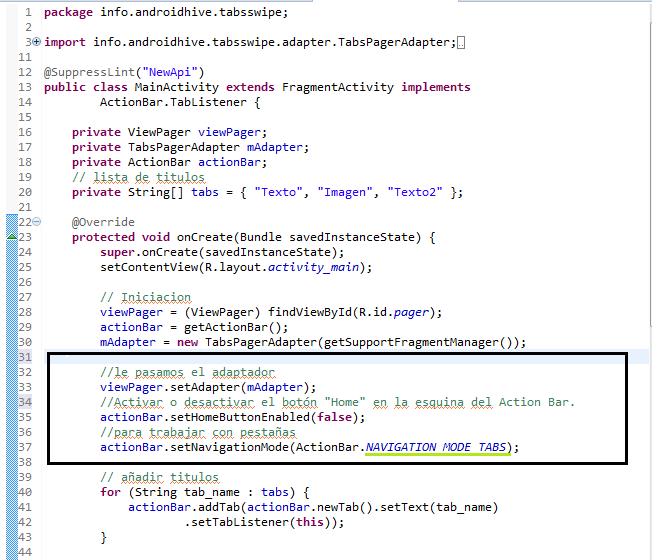 1 package info.androidhive.tabsswipe;
2
3 import info.androidhive.tabsswipe.adapter.TabsPagerAdapter;
11
12 @SuppressLint("NewApi")
13 public class MainActivity extends FragmentActivity implements
14 ActionBar.TabListener {
15
16 private ViewPager viewPager;
17 private TabsPagerAdapter mAdapter;
18 private ActionBar actionBar;
19 // lista de titulos
20 private String[] tabs = { "Texto", "Imagen", "Texto2" };
21
22 @Override
23 protected void onCreate(Bundle savedInstanceState) {
24 super.onCreate(savedInstanceState);
25 setContentView(R.layout.activity_main);
26
27 // Iniciacion
28 viewPager = (ViewPager) findViewById(R.id.pager);
29 actionBar = getActionBar();
30 mAdapter = new TabsPagerAdapter(getSupportFragmentManager());
31
32 //le pasamos el adaptador
33 viewPager.setAdapter(mAdapter);
34 //Activar o desactivar el botón "Home" en la esquina del Action Bar.
35 actionBar.setHomeButtonEnabled(false);
36 //para trabajar con pestañas
37 actionBar.setNavigationMode(ActionBar.NAVIGATION_MODE_TABS);
38
39 // añadir titulos
40 for (String tab_name : tabs) {
41 actionBar.addTab(actionBar.newTab().setText(tab_name)
42 .setTabListener(this));
43 }
44